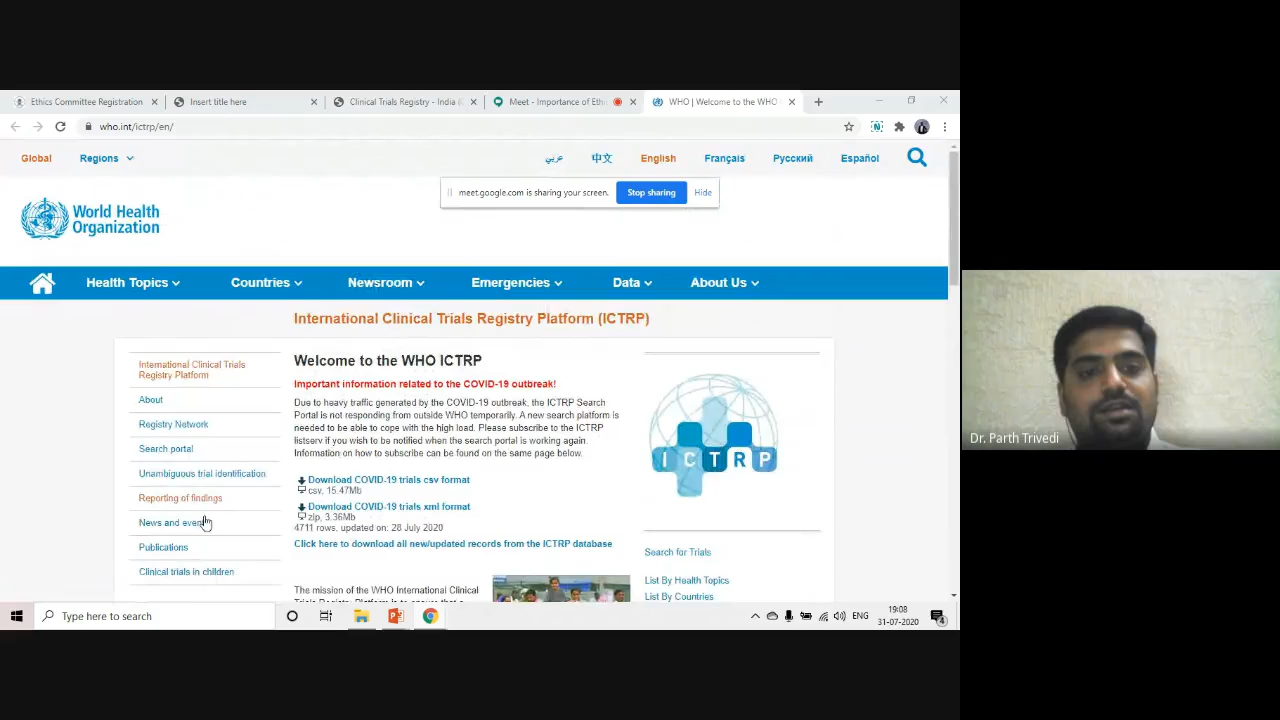 Ethics Committee Registration
Insert title here
Clinical Trials Registry - India (
Meet - Importance of Eth
WHO | Welcome to the WHO
who.int/ictrp/en/
Global
Regions
عربي
中文
English
Français
Русский
Español
meet.google.com is sharing your screen.
Stop sharing
Hide
World Health
Organization
Health Topics
Countries
Newsroom
Emergencies
Data
About Us
International Clinical Trials Registry Platform (ICTRP)
International Clinical Trials
Registry Platform
About
Registry Network
Search portal
Unambiguous trial identification
Reporting of findings
News and events
Publications
Clinical trials in children
Welcome to the WHO ICTRP
Important information related to the COVID-19 outbreak!
Due to heavy traffic generated by the COVID-19 outbreak, the ICTRP Search
Portal is not responding from outside WHO temporarily. A new search platform is
needed to be able to cope with the high load. Please subscribe to the ICTRP
listserv if you wish to be notified when the search portal is working again.
Information on how to subscribe can be found on the same page below.
Download COVID-19 trials csv format
csv, 15.47Mb
Download COVID-19 trials xml format
zip, 3.36Mb
4711 rows, updated on: 28 July 2020
Click here to download all new/updated records from the ICTRP database
The mission of the WHO International Clinical
ICTRP
Search for Trials
List By Health Topics
List By Countries
Dr. Parth Trivedi
Type here to search
ENG
19:08
31-07-2020
4